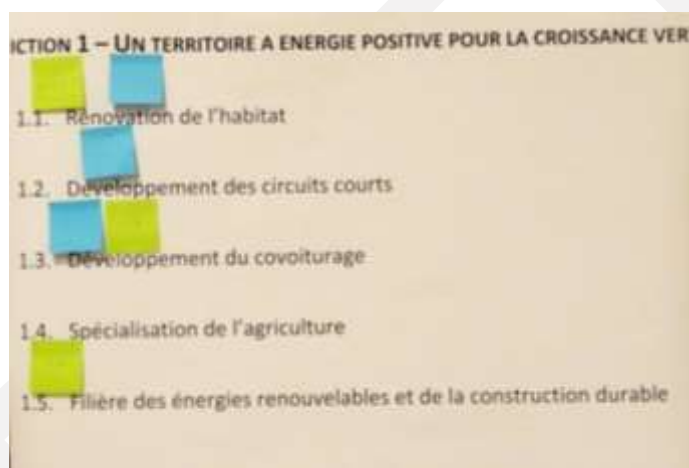 ICTION 1 – UN TERRITOIRE A ENERGIE POSITIVE POUR LA CROISSANCE VER
1.1. Rénovation de l'habitat
1.2. Développement des circuits courts
1.3. Développement du covoiturage
1.4. Spécialisation de l'agriculture
1.5. Filière des énergies renouvelables et de la construction durable